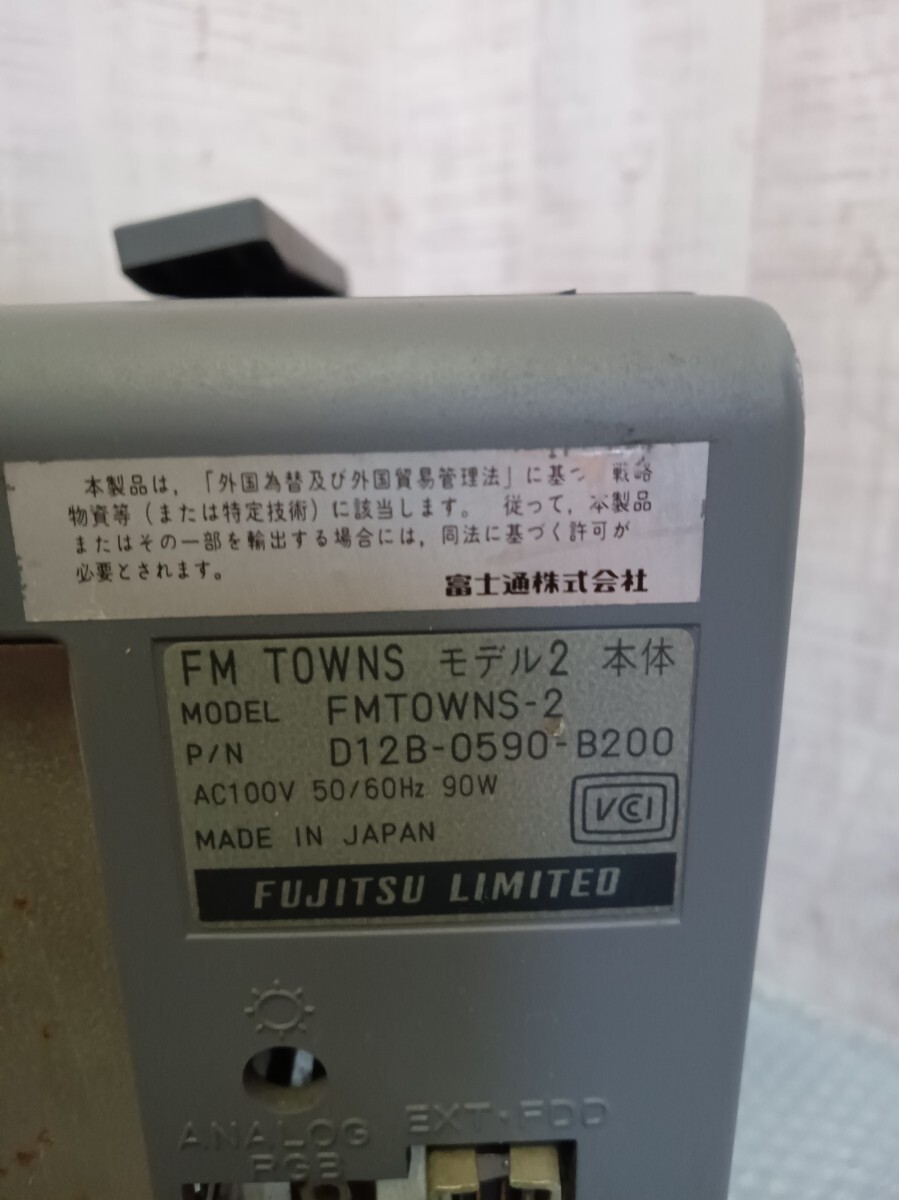 本製品は，「外国為替及び外国貿易管理法」に基づ 戦略
物資等（または特定技術）に該当します。 従って，本製品
またはその一部を輸出する場合には，同法に基づく許可が
必要とされます。
富士通株式会社
FM TOWNS モデル2 本体
MODEL FMTOWNS-2
P/N D12B-0590-B200
AC100V 50/60Hz 90W
VCCI
MADE IN JAPAN
FUJITSU LIMITED
ANALOG RGB
EXT・FDD